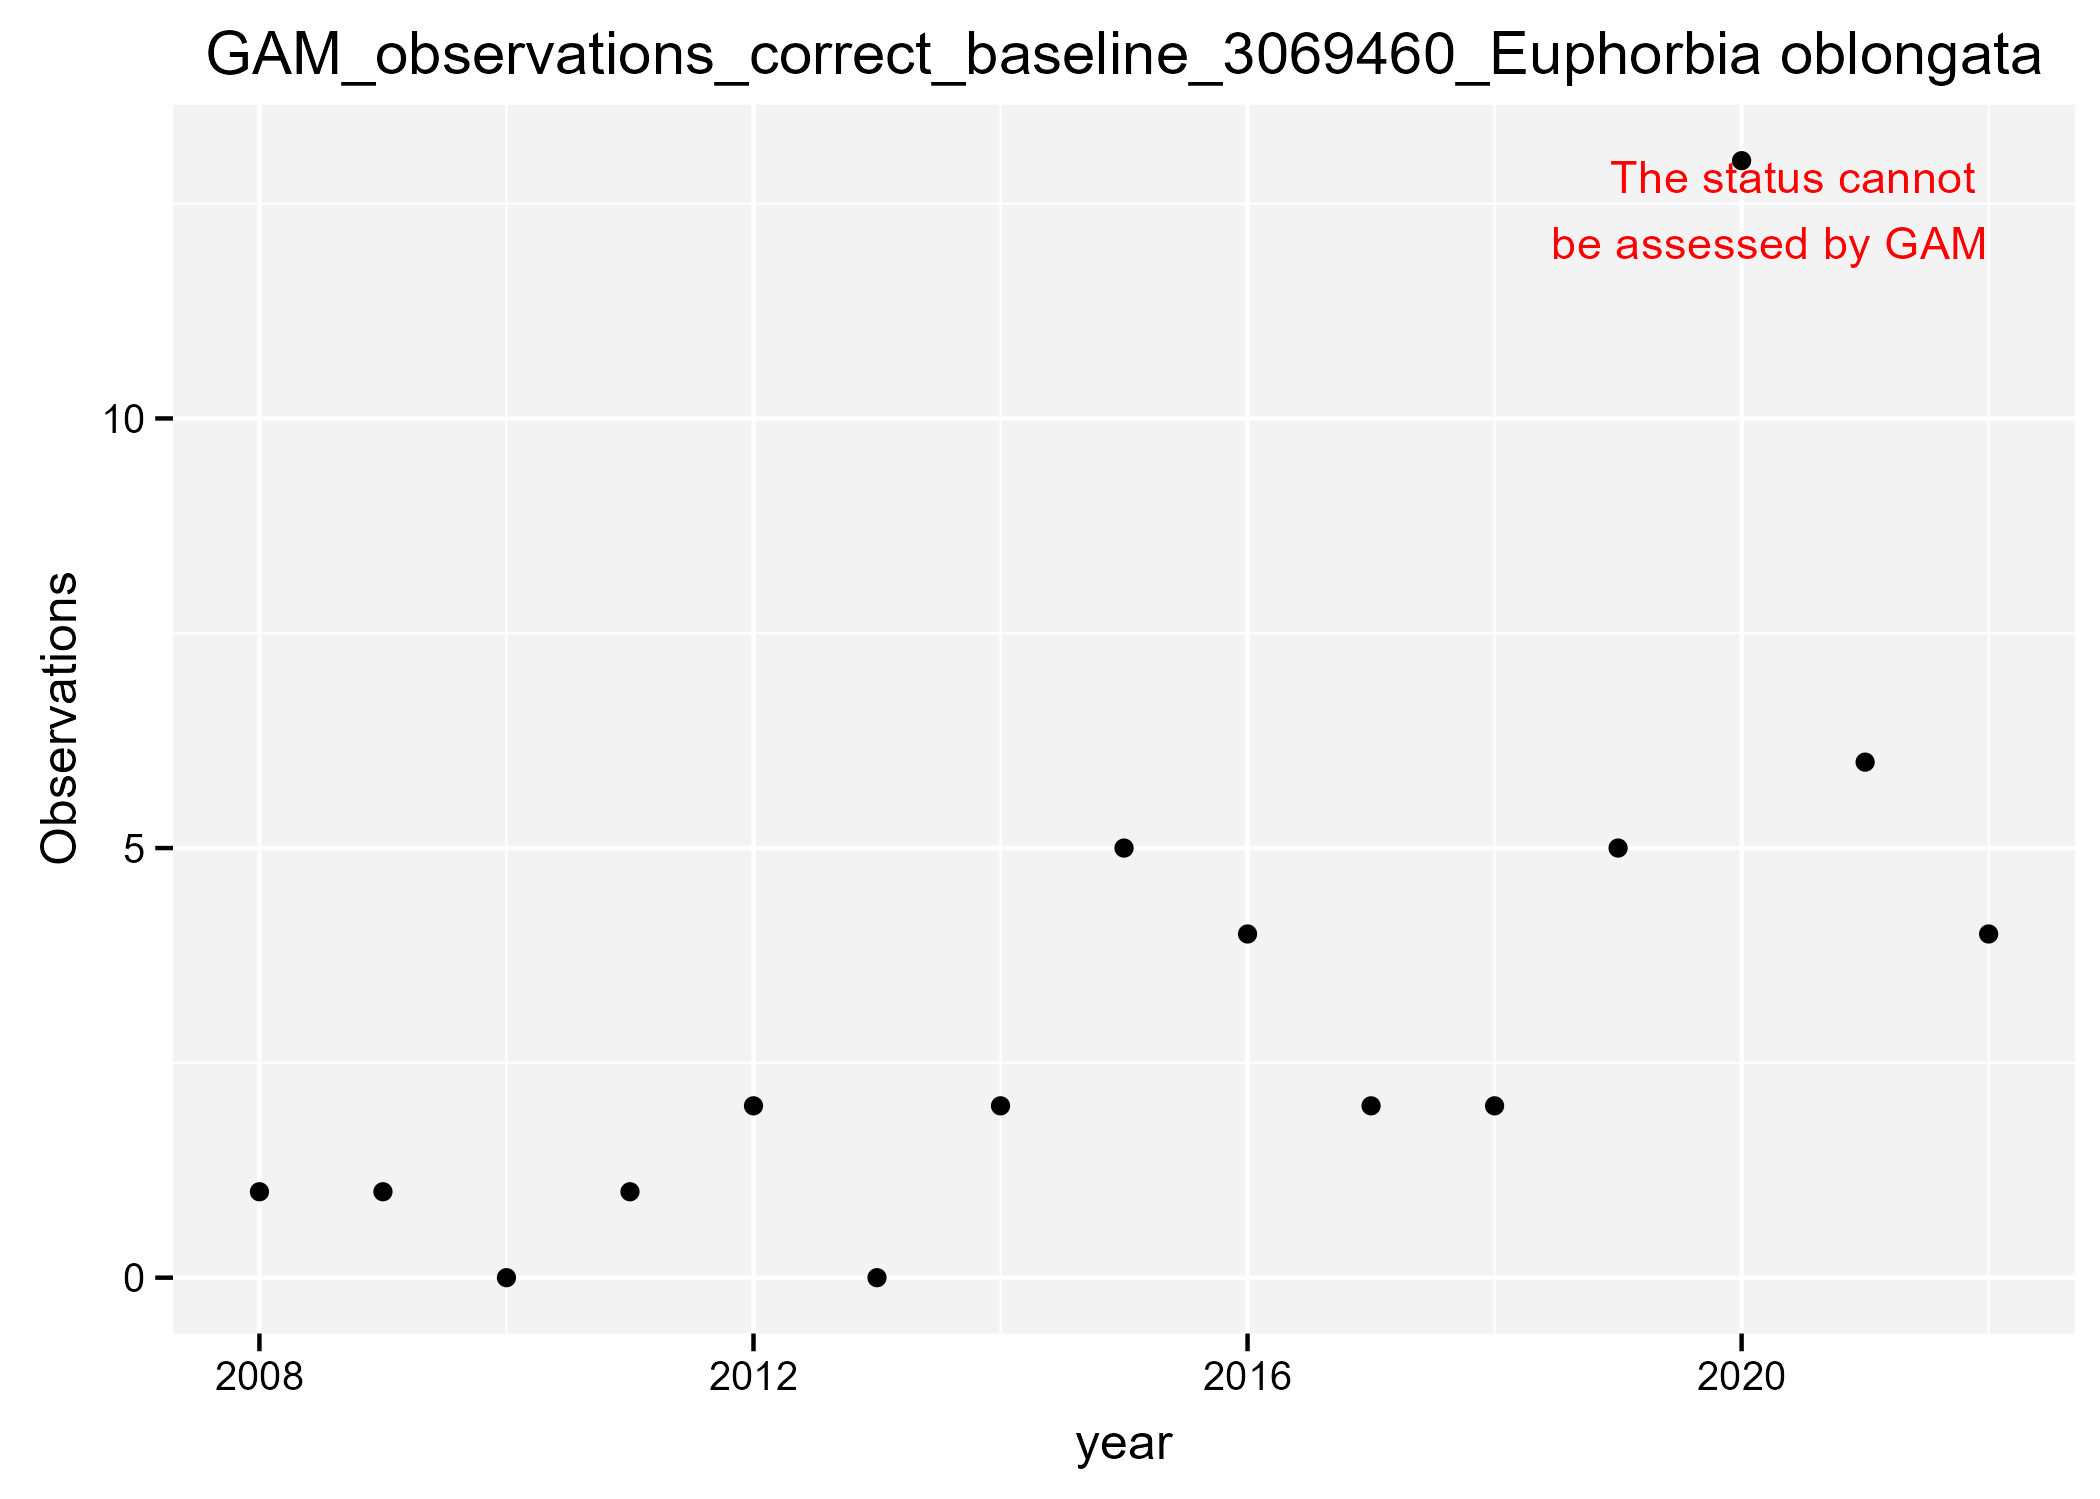 GAM_observations_correct_baseline_3069460_Euphorbia oblongata
The status cannot
be assessed by GAM
10
5
0
Observations
2008 2012 2016 2020
year